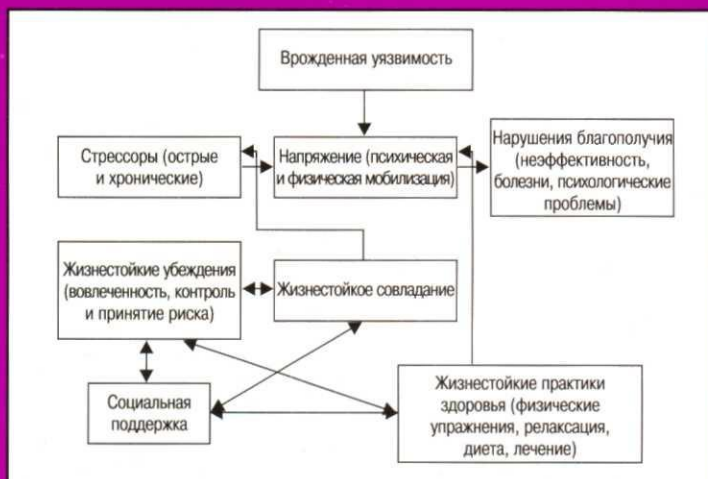 Врожденная уязвимость
Стрессоры (острые
и хронические)
Напряжение (психическая
и физическая мобилизация)
Нарушения благополучия
(неэффективность,
болезни, психологические
проблемы)
Жизнестойкие убеждения
(вовлеченность, контроль
и принятие риска)
Жизнестойкое совладание
Социальная
поддержка
Жизнестойкие практики
здоровья (физические
упражнения, релаксация,
диета, лечение)